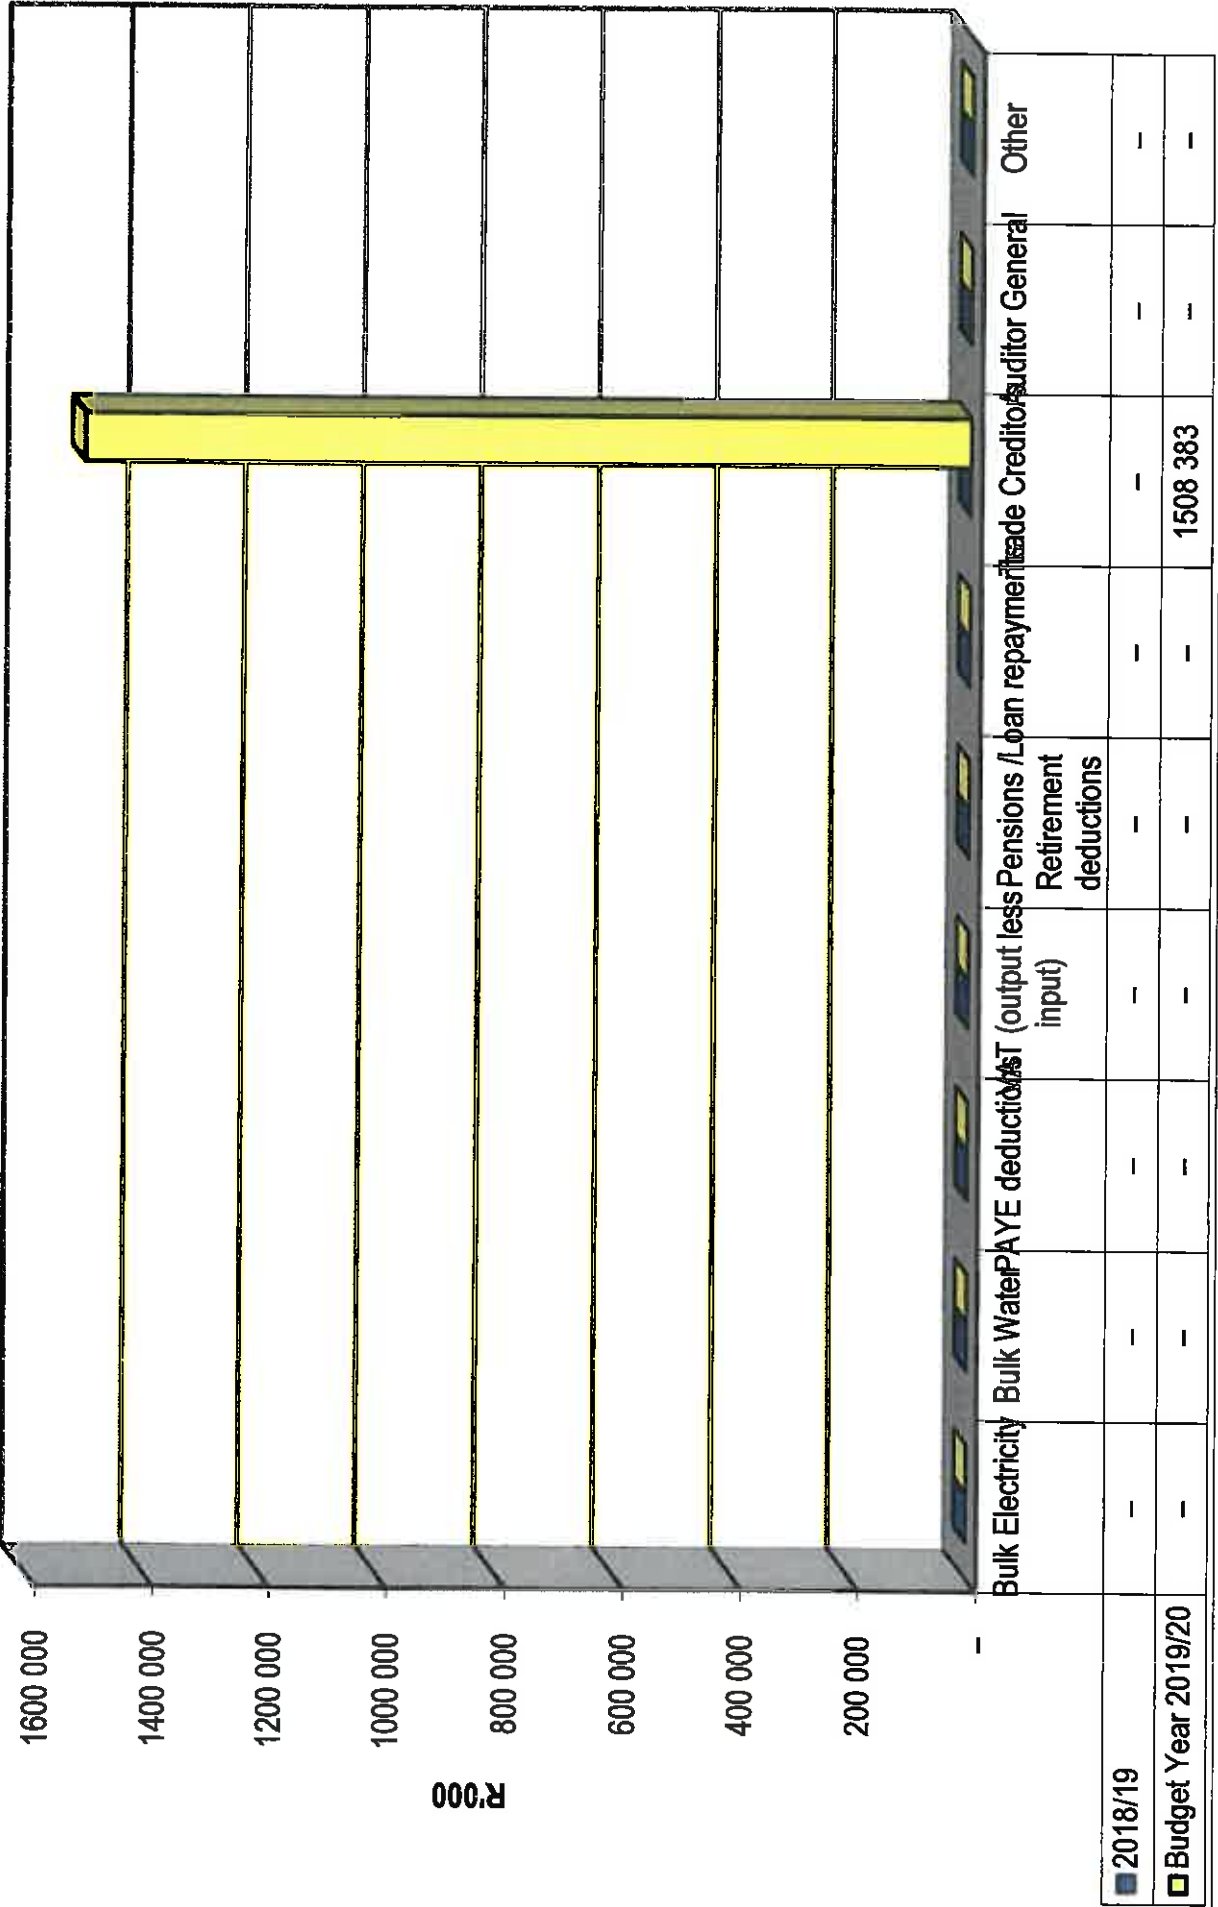 R'000
1600 000
1400 000
1200 000
1000 000
800 000
600 000
400 000
200 000
–
Bulk Electricity
Bulk Water
PAYE deductions
VAT (output less
input)
Pensions /
Retirement
deductions
Loan repayments
Trade Creditors
Auditor General
Other
2018/19 – – – – – – – – –
Budget Year 2019/20 – – – – – – 1508 383 – –